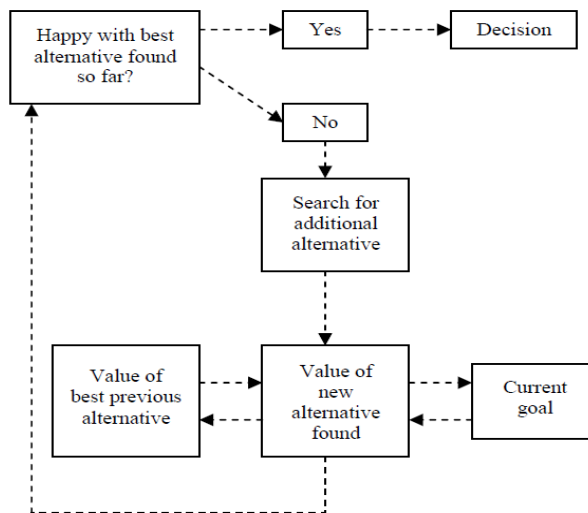 Happy with best
alternative found
so far?
Yes
Decision
No
Search for
additional
alternative
Value of
best previous
alternative
Value of
new
alternative
found
Current
goal